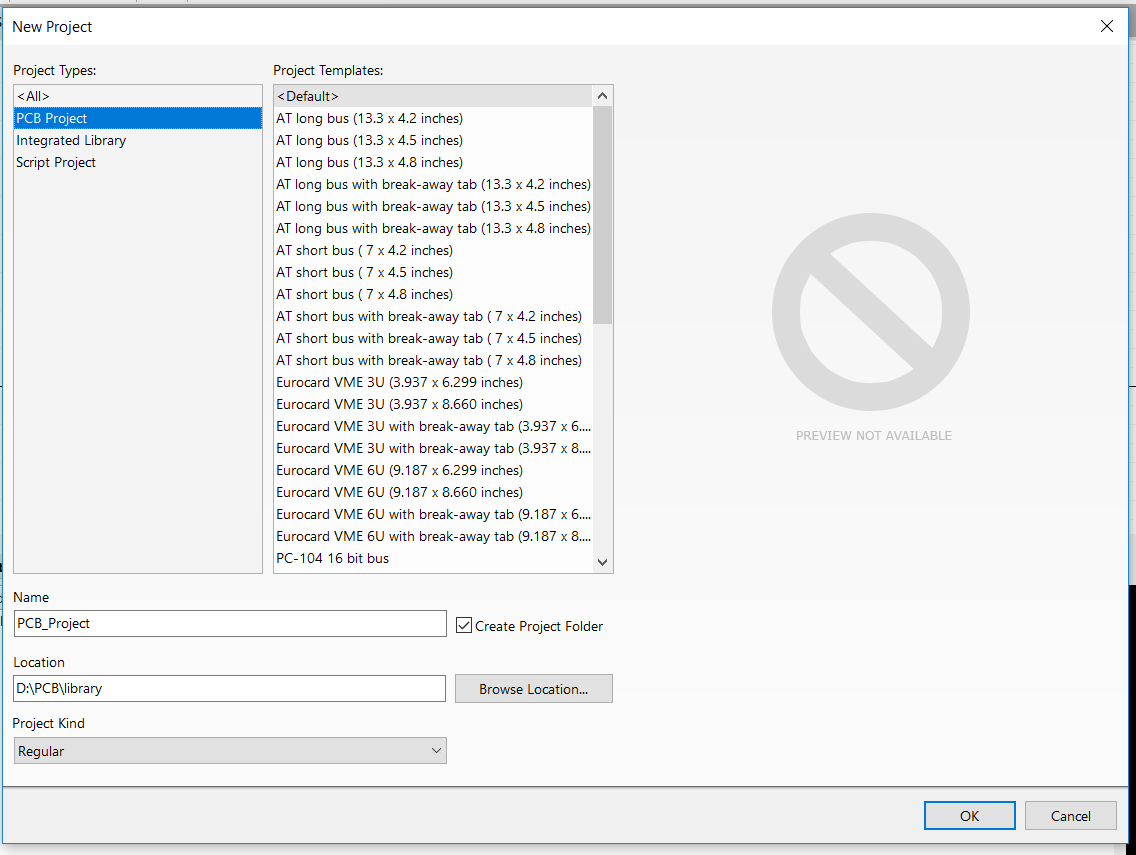 New Project
Project Types:
<All>
PCB Project
Integrated Library
Script Project
Project Templates:
<Default>
AT long bus (13.3 x 4.2 inches)
AT long bus (13.3 x 4.5 inches)
AT long bus (13.3 x 4.8 inches)
AT long bus with break-away tab (13.3 x 4.2 inches)
AT long bus with break-away tab (13.3 x 4.5 inches)
AT long bus with break-away tab (13.3 x 4.8 inches)
AT short bus ( 7 x 4.2 inches)
AT short bus ( 7 x 4.5 inches)
AT short bus ( 7 x 4.8 inches)
AT short bus with break-away tab ( 7 x 4.2 inches)
AT short bus with break-away tab ( 7 x 4.5 inches)
AT short bus with break-away tab ( 7 x 4.8 inches)
Eurocard VME 3U (3.937 x 6.299 inches)
Eurocard VME 3U (3.937 x 8.660 inches)
Eurocard VME 3U with break-away tab (3.937 x 6....
Eurocard VME 3U with break-away tab (3.937 x 8....
Eurocard VME 6U (9.187 x 6.299 inches)
Eurocard VME 6U (9.187 x 8.660 inches)
Eurocard VME 6U with break-away tab (9.187 x 6....
Eurocard VME 6U with break-away tab (9.187 x 8....
PC-104 16 bit bus
PREVIEW NOT AVAILABLE
Name
PCB_Project
Create Project Folder
Location
D:\PCB\library
Browse Location...
Project Kind
Regular
OK
Cancel